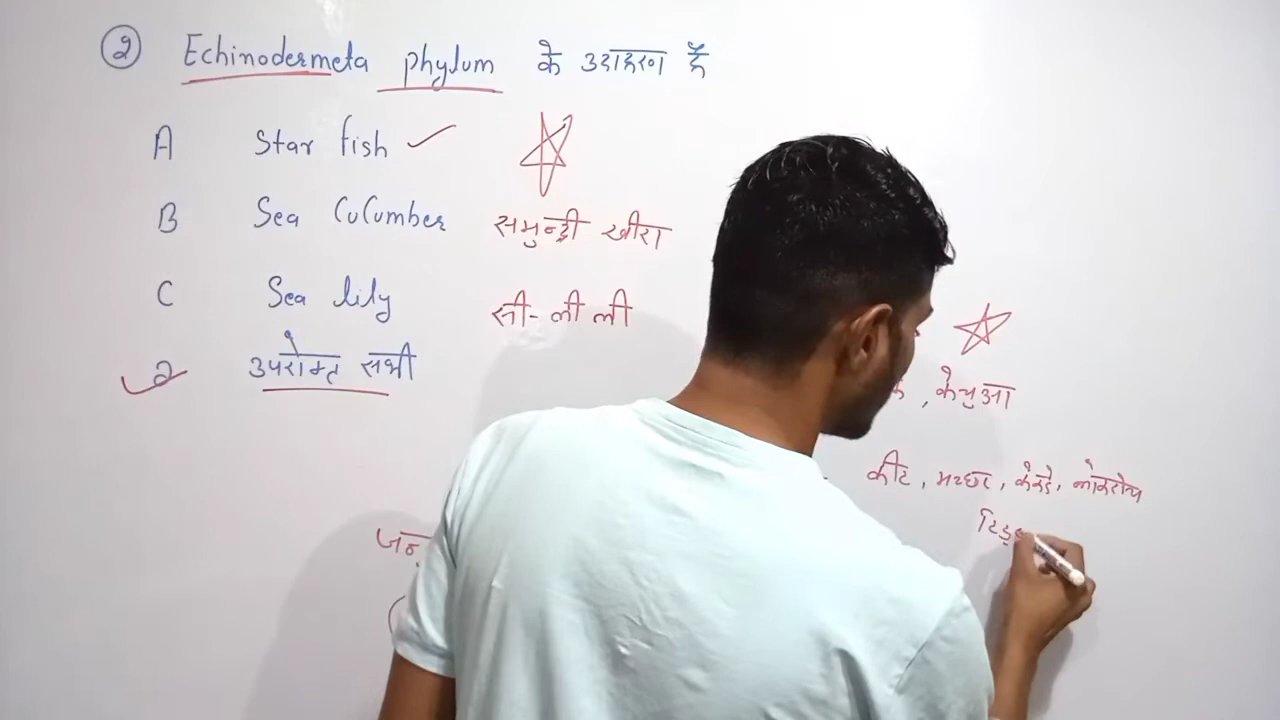 ② Echinodermeta phylum के उदाहरण हैं
A Star fish
B Sea CuCumber समुन्द्री खीरा
C Sea lily सी-लीली
उपरोक्त सभी
, केचुआ
कीट, मच्छर, केकडे, कोकरोच